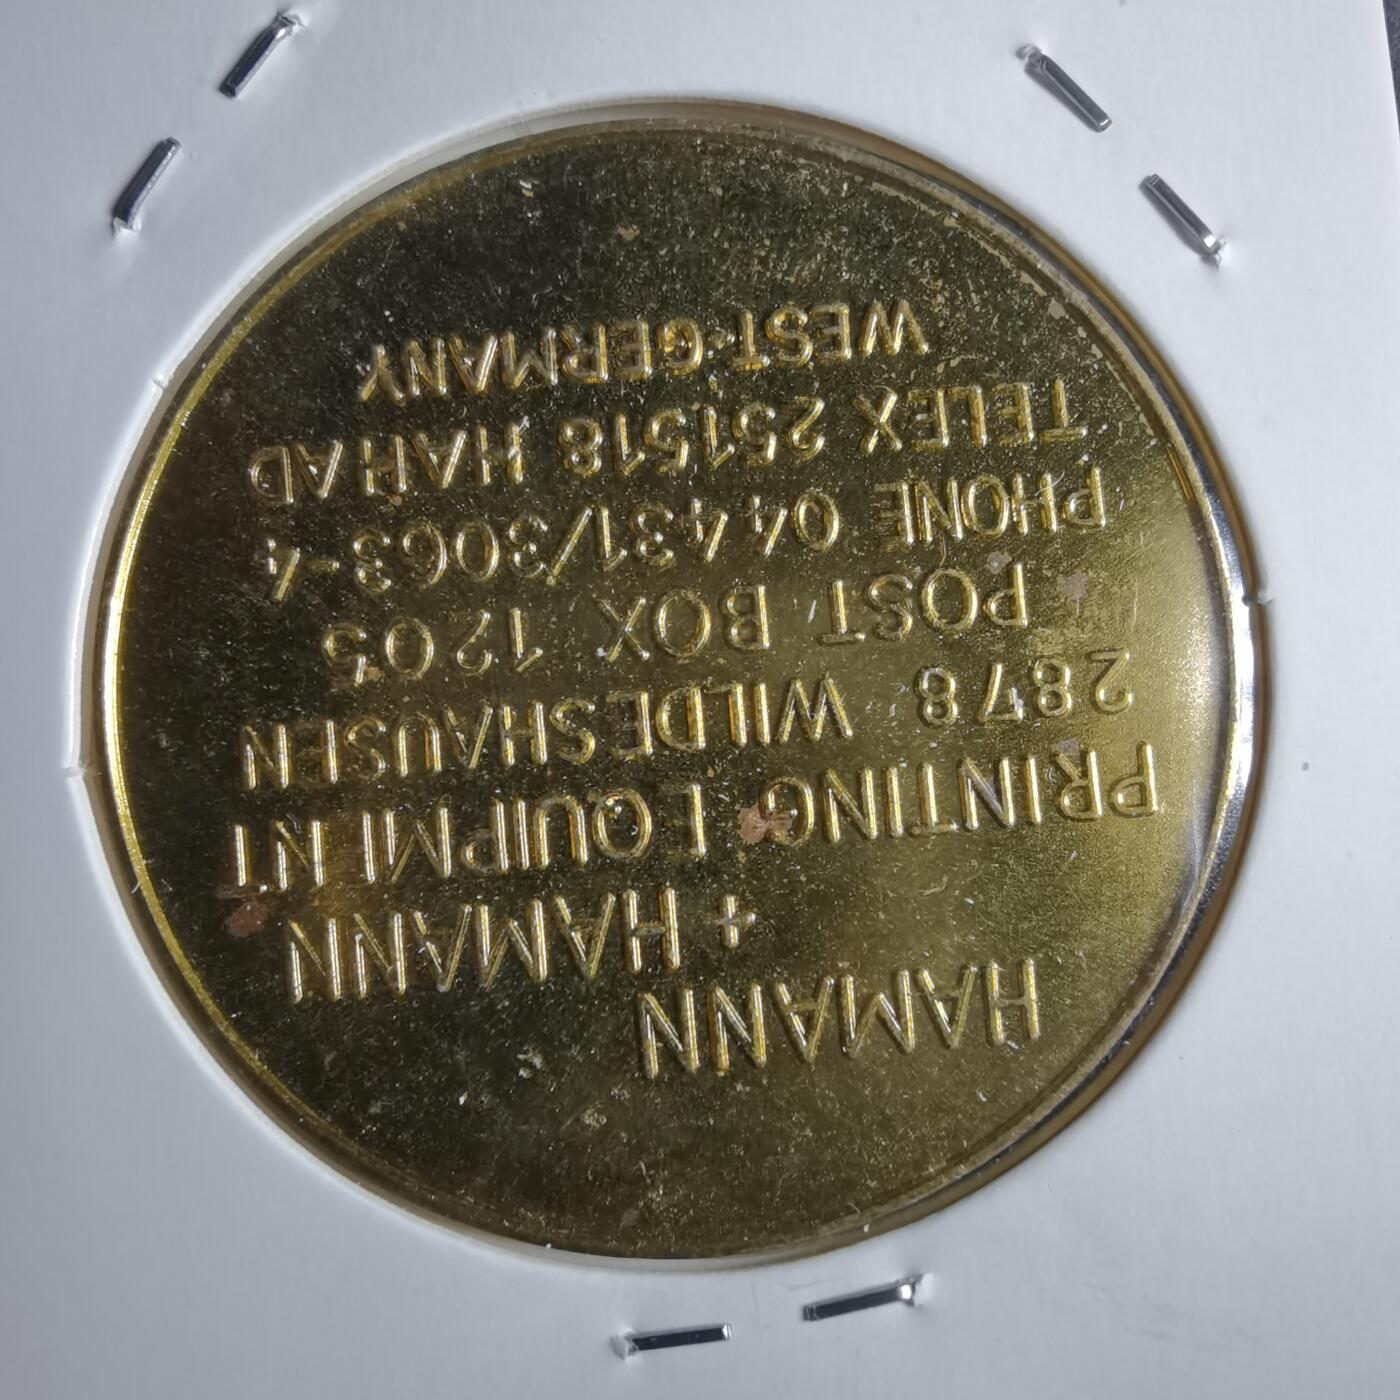 HAMANN
+ HAMANN
PRINTING EQUIPMENT
2878 WILDESHAUSEN
POST BOX 1205
PHONE 04431/3063-4
TELEX 251518 HAHAD
WEST-GERMANY